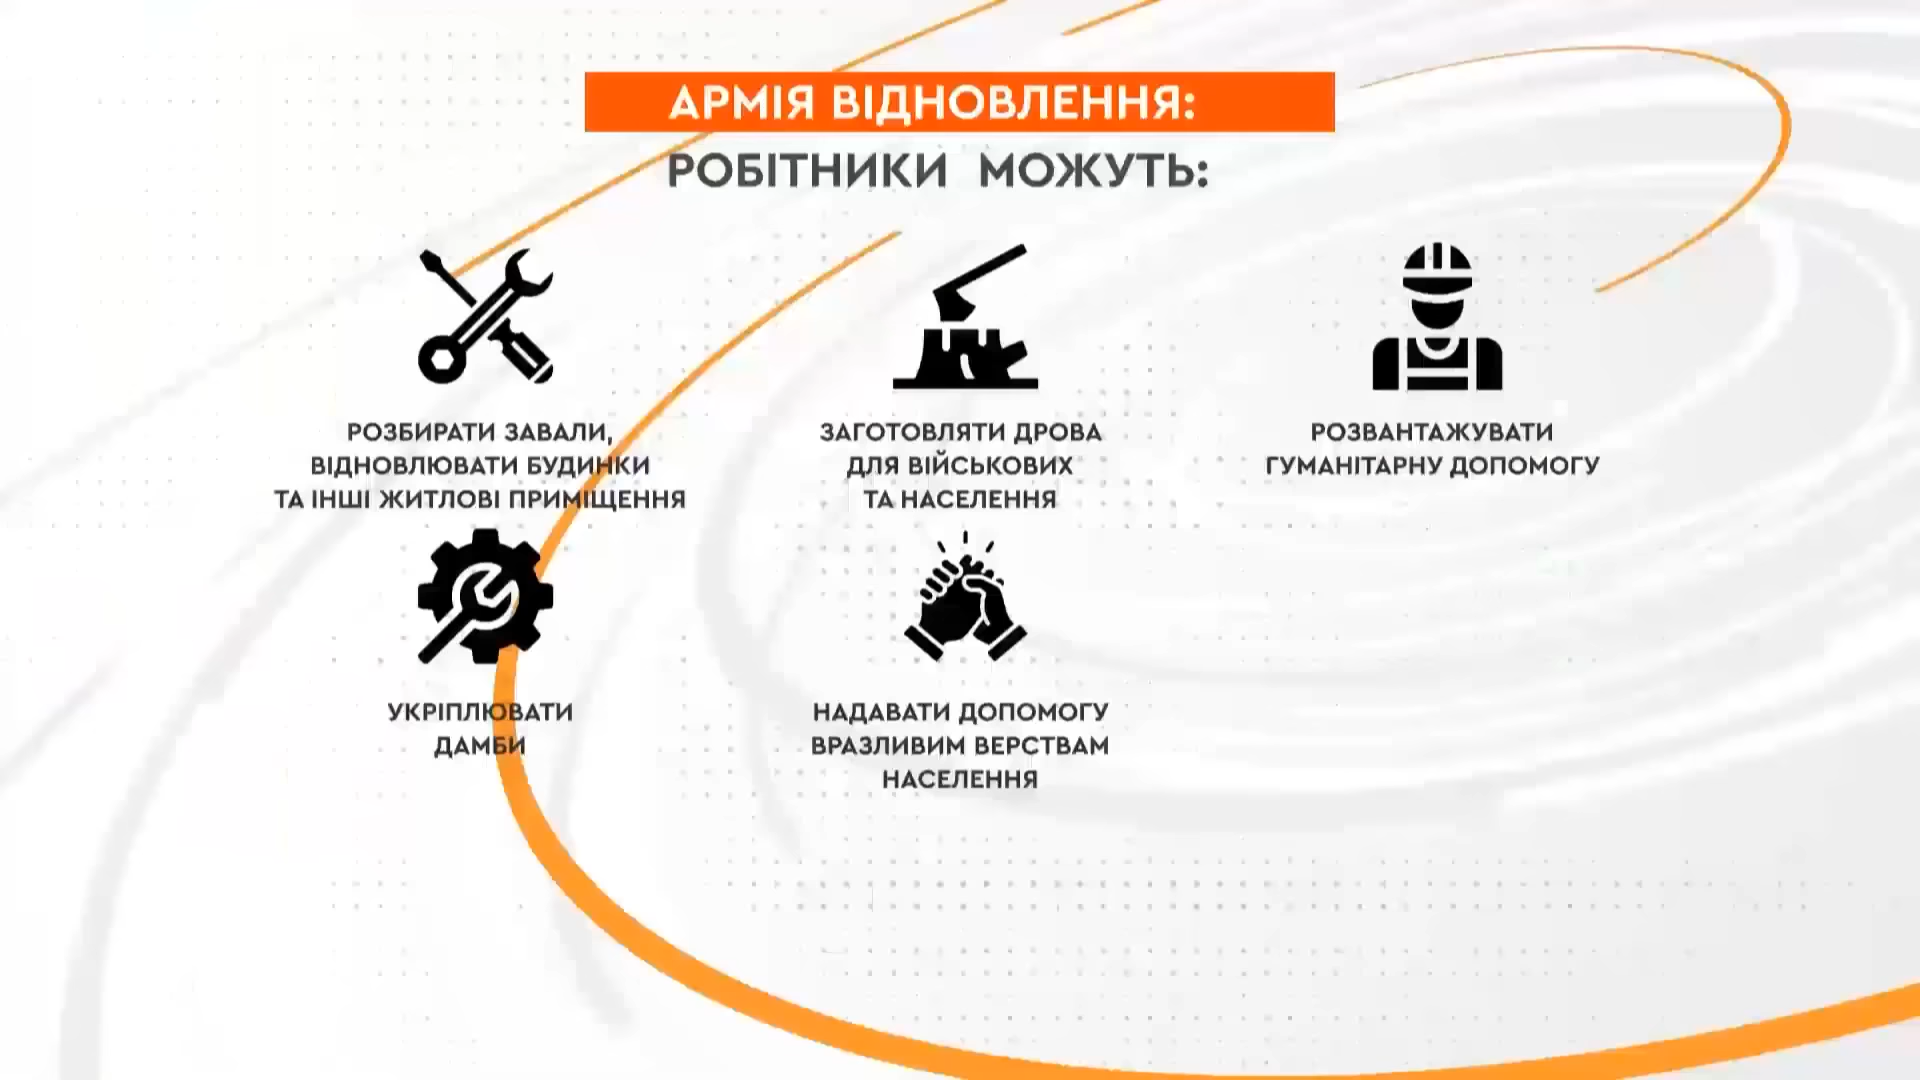 АРМІЯ ВІДНОВЛЕННЯ:
РОБІТНИКИ МОЖУТЬ:
РОЗБИРАТИ ЗАВАЛИ,
ВІДНОВЛЮВАТИ БУДИНКИ
ТА ІНШІ ЖИТЛОВІ ПРИМІЩЕННЯ
ЗАГОТОВЛЯТИ ДРОВА
ДЛЯ ВІЙСЬКОВИХ
ТА НАСЕЛЕННЯ
РОЗВАНТАЖУВАТИ
ГУМАНІТАРНУ ДОПОМОГУ
УКРІПЛЮВАТИ
ДАМБИ
НАДАВАТИ ДОПОМОГУ
ВРАЗЛИВИМ ВЕРСТВАМ
НАСЕЛЕННЯ